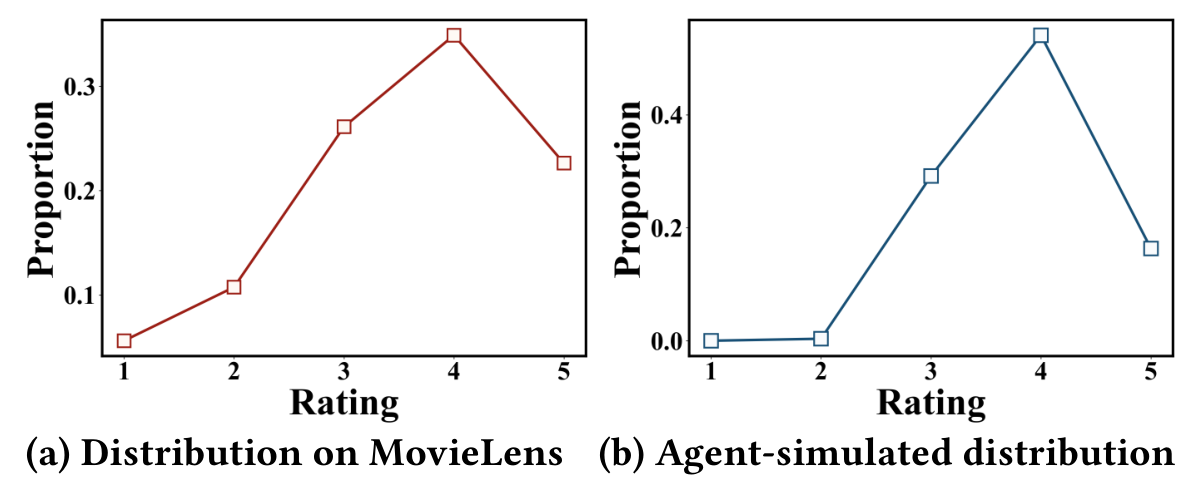 Proportion
0.3
0.2
0.1
1 2 3 4 5
Rating
(a) Distribution on MovieLens
Proportion
0.4
0.2
0.0
1 2 3 4 5
Rating
(b) Agent-simulated distribution